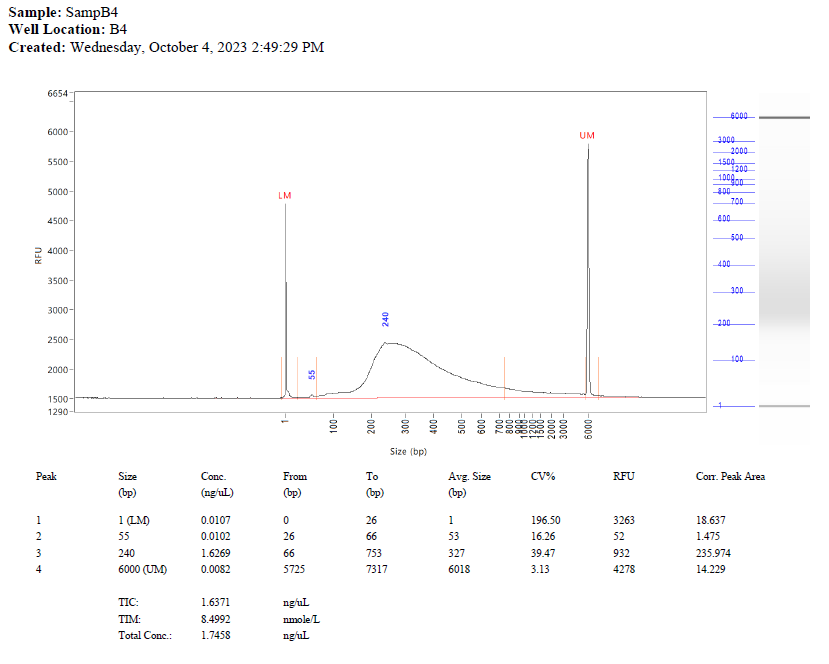 Sample: SampB4
Well Location: B4
Created: Wednesday, October 4, 2023 2:49:29 PM
6654
6000
5500
5000
4500
4000
3500
3000
2500
2000
1500
1290
RFU
LM
UM
55
240
1
100
200
300
400
500
600
700
800
900
1000
1200
1500
2000
3000
6000
Size (bp)
6000
3000
2000
1500
1200
1000
900
800
700
600
500
400
300
200
100
1
Peak Size Conc. From To Avg. Size CV% RFU Corr. Peak Area
(bp) (ng/uL) (bp) (bp) (bp)
1 1 (LM) 0.0107 0 26 1 196.50 3263 18.637
2 55 0.0102 26 66 53 16.26 52 1.475
3 240 1.6269 66 753 327 39.47 932 235.974
4 6000 (UM) 0.0082 5725 7317 6018 3.13 4278 14.229
TIC: 1.6371 ng/uL
TIM: 8.4992 nmole/L
Total Conc.: 1.7458 ng/uL